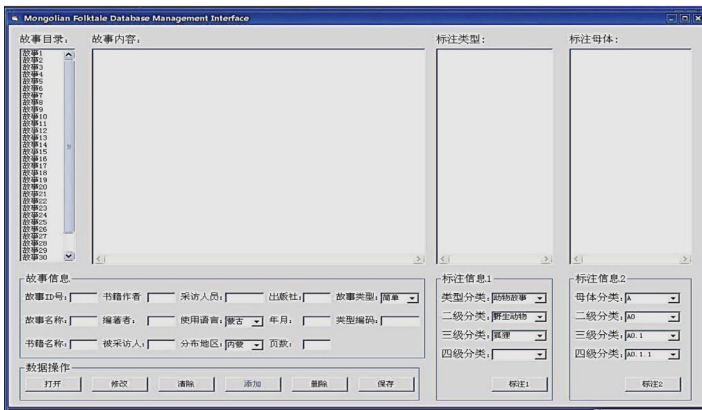 Mongolian Folktale Database Management Interface
故事目录: 故事内容: 标注类型: 标注母体:
故事1
故事2
故事3
故事4
故事5
故事6
故事7
故事8
故事9
故事10
故事11
故事12
故事13
故事14
故事15
故事16
故事17
故事18
故事19
故事20
故事21
故事22
故事23
故事24
故事25
故事26
故事27
故事28
故事29
故事30
故事信息
故事ID号: 书籍作者 采访人员: 出版社: 故事类型: 简单
故事名称: 编著者: 使用语言: 蒙古 年月: 类型编码:
书籍名称: 被采访人: 分布地区: 内蒙 页数:
数据操作
打开 修改 清除 添加 删除 保存
标注信息1
类型分类: 动物故事
二级分类: 野生动物
三级分类: 狐狸
四级分类:
标注1
标注信息2
母体分类: A
二级分类: A0
三级分类: A0.1
四级分类: A0.1.1.
标注2